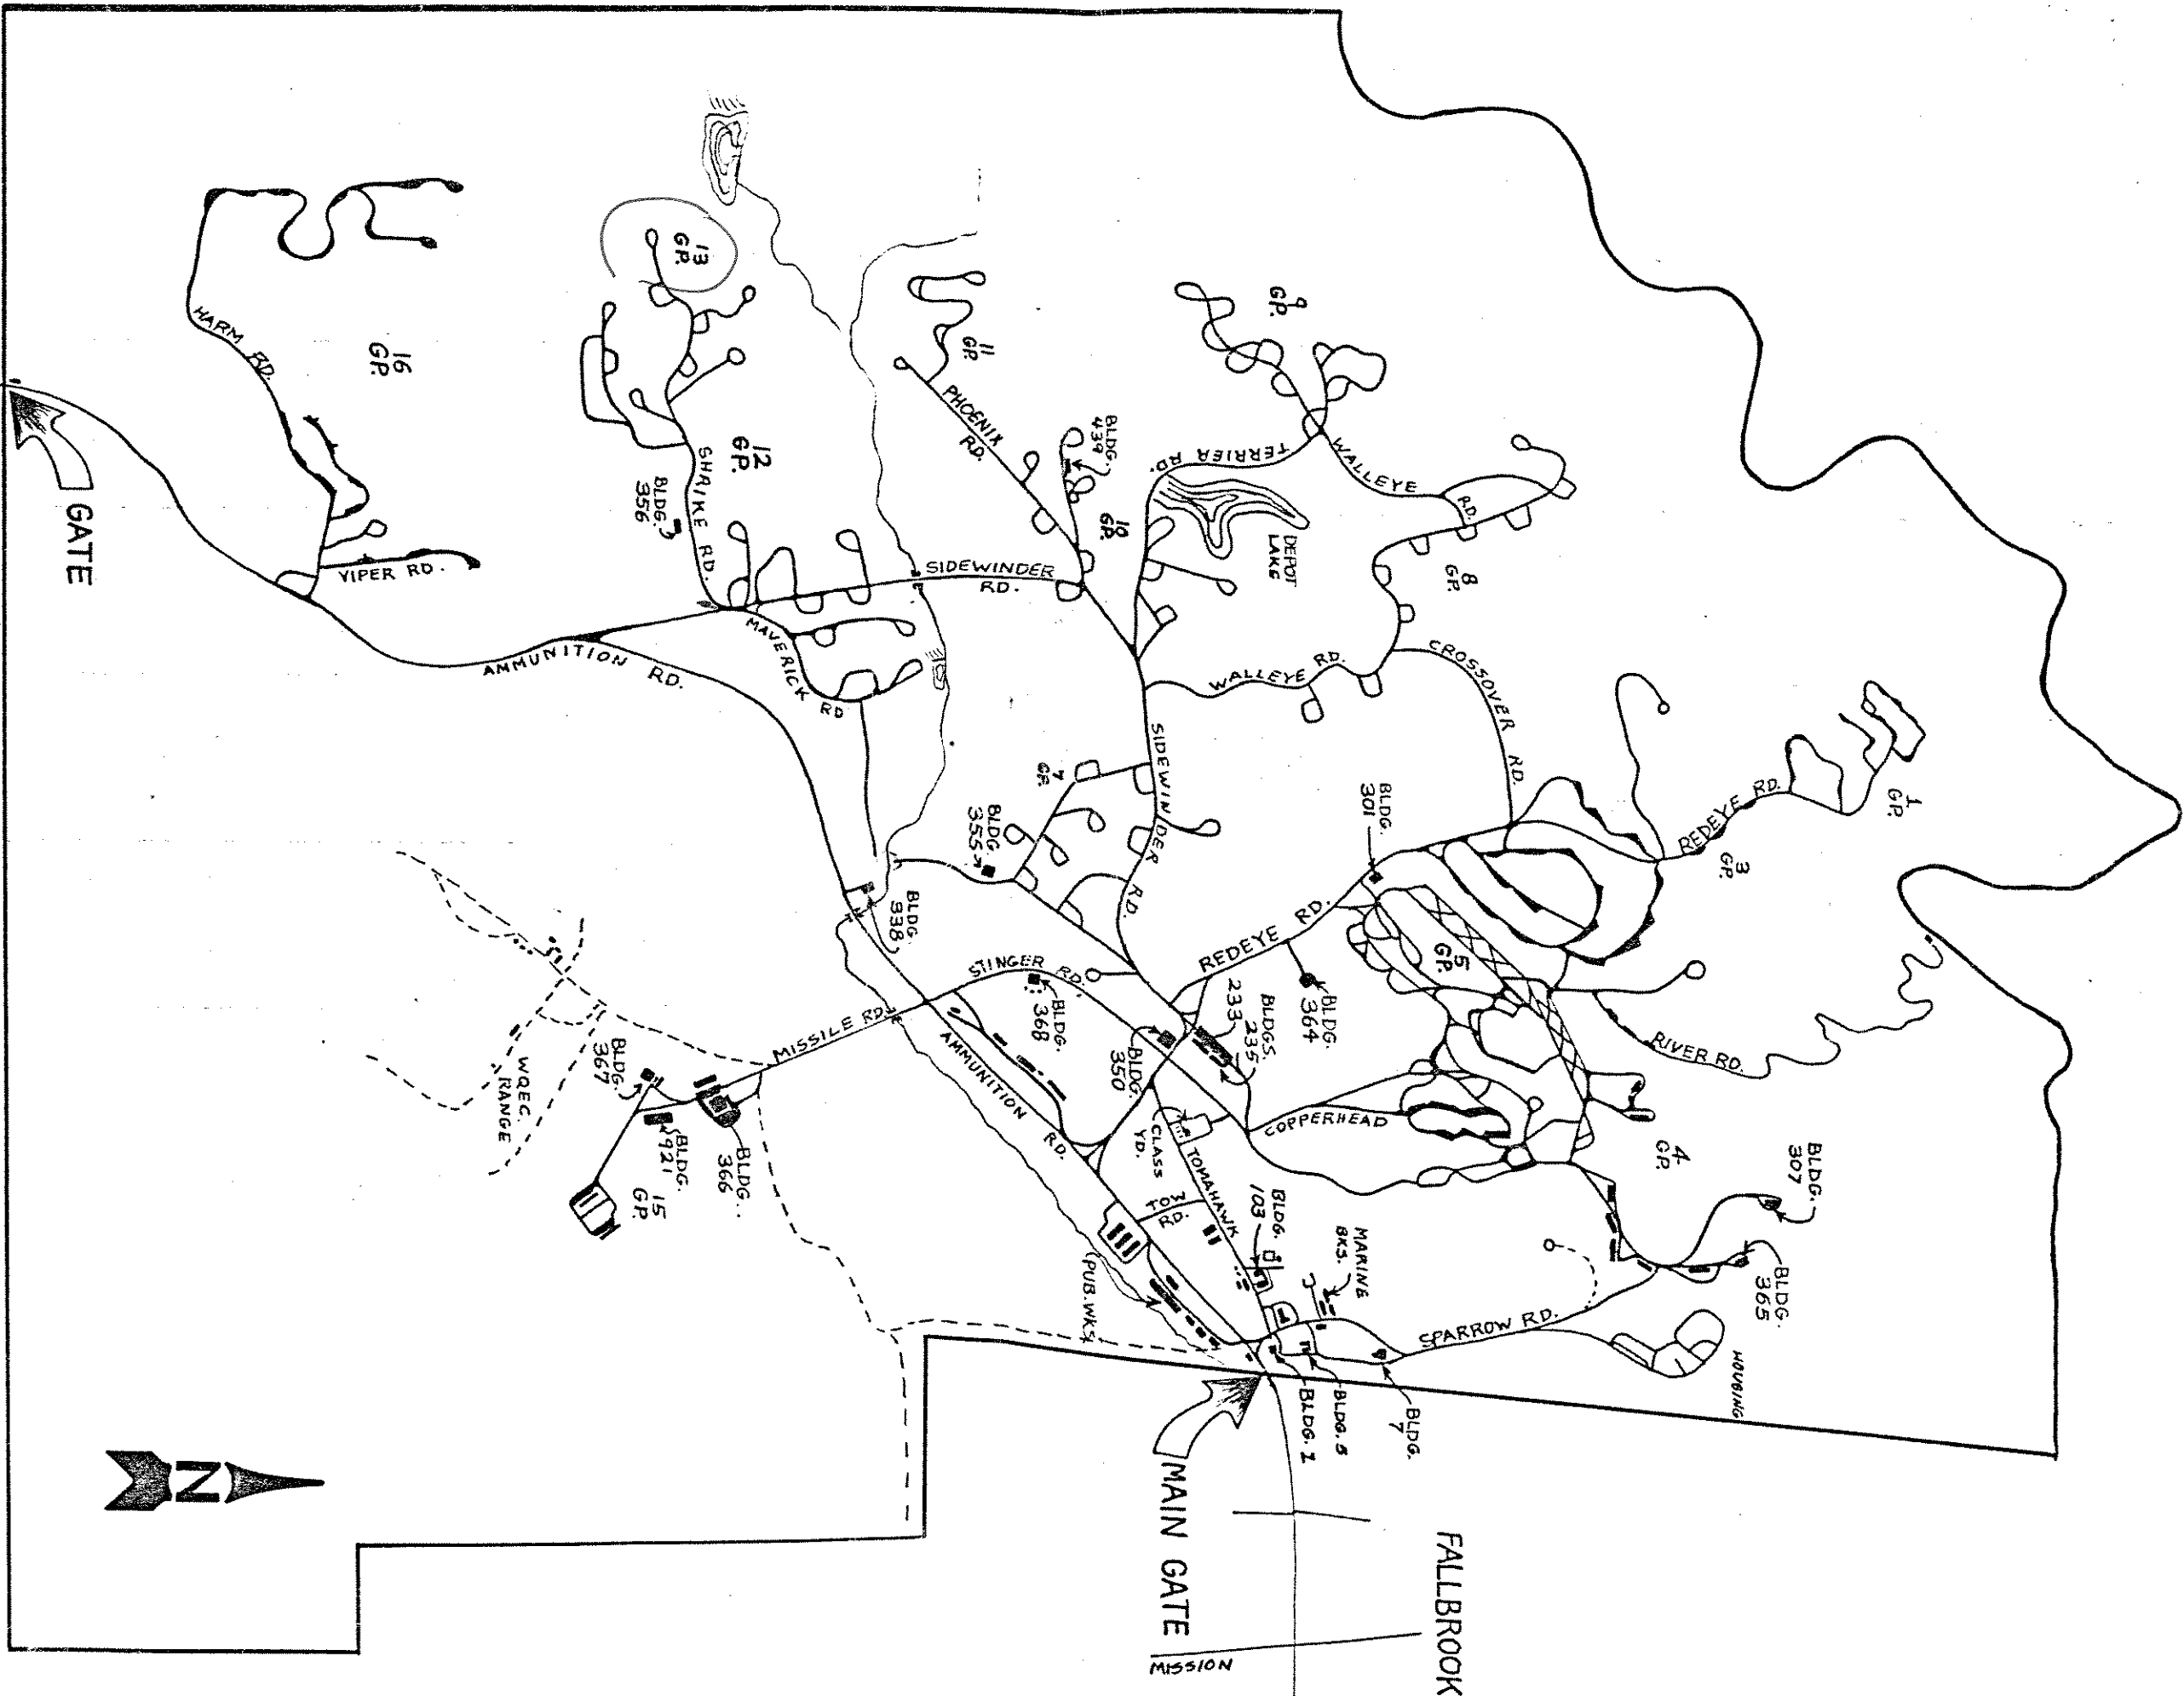 1
GP.
3
GP.
REDEYE RD.
BLDG.
307
BLDG.
365
HOUSING
4
GP.
RIVER RD.
SPARROW RD.
8
GP.
WALLEYE
RD.
CROSSOVER RD.
5
GP.
BLDG.
301
BLDG.
364
COPPERHEAD
MARINE
BKS.
BLDG.
7
BLDG. 5
BLDG. 1
FALLBROOK
9
GP.
TERRIER RD.
DEPOT
LAKE
WALLEYE RD.
REDEYE RD.
BLDGS.
233
235
BLDG.
103
TOMAHAWK
TOW
RD.
CLASS
YD.
BLDG.
350
MAIN GATE
MISSION
BLDG.
439
10
GP.
SIDEWINDER RD.
7
GP.
BLDG.
355
STINGER RD.
BLDG.
368
AMMUNITION RD.
(PUB. WKS)
11
GP.
PHOENIX
RD.
SIDEWINDER
RD.
BLDG.
338
MISSILE RD.
13
GP.
12
GP.
SHRIKE RD.
BLDG.
356
MAVERICK RD
AMMUNITION RD.
BLDG.
366
BLDG.
921
15
GP.
BLDG.
367
WQEC
RANGE
16
GP.
HARM RD.
VIPER RD.
GATE
N